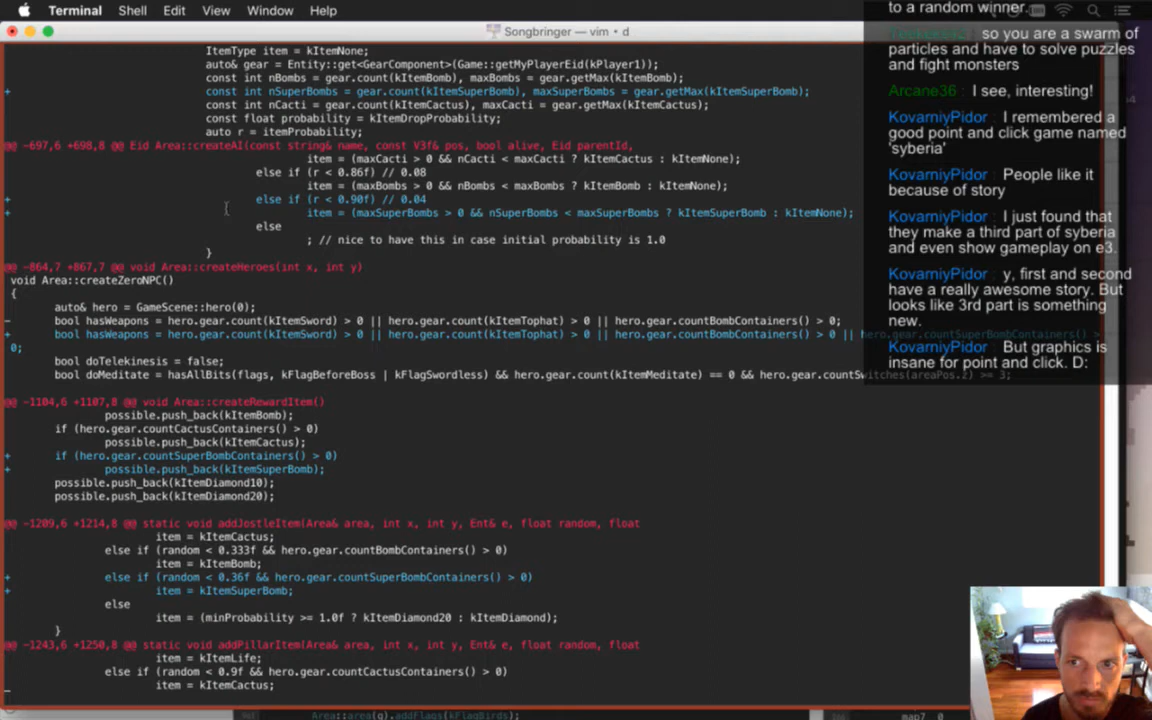 Terminal Shell Edit View Window Help
Songbringer — vim • d
ItemType item = kItemNone;
auto& gear = Entity::get<GearComponent>(Game::getMyPlayerEid(kPlayer1));
const int nBombs = gear.count(kItemBomb), maxBombs = gear.getMax(kItemBomb);
+ const int nSuperBombs = gear.count(kItemSuperBomb), maxSuperBombs = gear.getMax(kItemSuperBomb);
const int nCacti = gear.count(kItemCactus), maxCacti = gear.getMax(kItemCactus);
const float probability = kItemDropProbability;
auto r = itemProbability;
@@ -697,6 +698,8 @@ Eid Area::createAI(const string& name, const V3f& pos, bool alive, Eid parentId,
item = (maxCacti > 0 && nCacti < maxCacti ? kItemCactus : kItemNone);
else if (r < 0.86f) // 0.08
item = (maxBombs > 0 && nBombs < maxBombs ? kItemBomb : kItemNone);
+ else if (r < 0.90f) // 0.04
+ item = (maxSuperBombs > 0 && nSuperBombs < maxSuperBombs ? kItemSuperBomb : kItemNone);
else
; // nice to have this in case initial probability is 1.0
}
@@ -864,7 +867,7 @@ void Area::createHeroes(int x, int y)
void Area::createZeroNPC()
{
auto& hero = GameScene::hero(0);
- bool hasWeapons = hero.gear.count(kItemSword) > 0 || hero.gear.count(kItemTophat) > 0 || hero.gear.countBombContainers() > 0;
+ bool hasWeapons = hero.gear.count(kItemSword) > 0 || hero.gear.count(kItemTophat) > 0 || hero.gear.countBombContainers() > 0 || hero.gear.countSuperBombContainers() >
0;
bool doTelekinesis = false;
bool doMeditate = hasAllBits(flags, kFlagBeforeBoss | kFlagSwordless) && hero.gear.count(kItemMeditate) == 0 && hero.gear.countSwitches(areaPos.z) >= 3;
@@ -1104,6 +1107,8 @@ void Area::createRewardItem()
possible.push_back(kItemBomb);
if (hero.gear.countCactusContainers() > 0)
possible.push_back(kItemCactus);
+ if (hero.gear.countSuperBombContainers() > 0)
+ possible.push_back(kItemSuperBomb);
possible.push_back(kItemDiamond10);
possible.push_back(kItemDiamond20);
@@ -1209,6 +1214,8 @@ static void addJostleItem(Area& area, int x, int y, Ent& e, float random, float
item = kItemCactus;
else if (random < 0.333f && hero.gear.countBombContainers() > 0)
item = kItemBomb;
+ else if (random < 0.36f && hero.gear.countSuperBombContainers() > 0)
+ item = kItemSuperBomb;
else
item = (minProbability >= 1.0f ? kItemDiamond20 : kItemDiamond);
}
@@ -1243,6 +1250,8 @@ static void addPillarItem(Area& area, int x, int y, Ent& e, float random, float
item = kItemLife;
else if (random < 0.9f && hero.gear.countCactusContainers() > 0)
item = kItemCactus;
to a random winner.
so you are a swarm of
particles and have to solve puzzles
and fight monsters
Arcane36 : I see, interesting!
KovarniyPidor : I remembered a
good point and click game named
'syberia'
KovarniyPidor : People like it
because of story
KovarniyPidor : I just found that
they make a third part of syberia
and even show gameplay on e3.
KovarniyPidor : y, first and second
have a really awesome story. But
looks like 3rd part is something
new.
KovarniyPidor : But graphics is
insane for point and click. D:
Area::area(g).addFlags(kFlagBirds);
map7 0